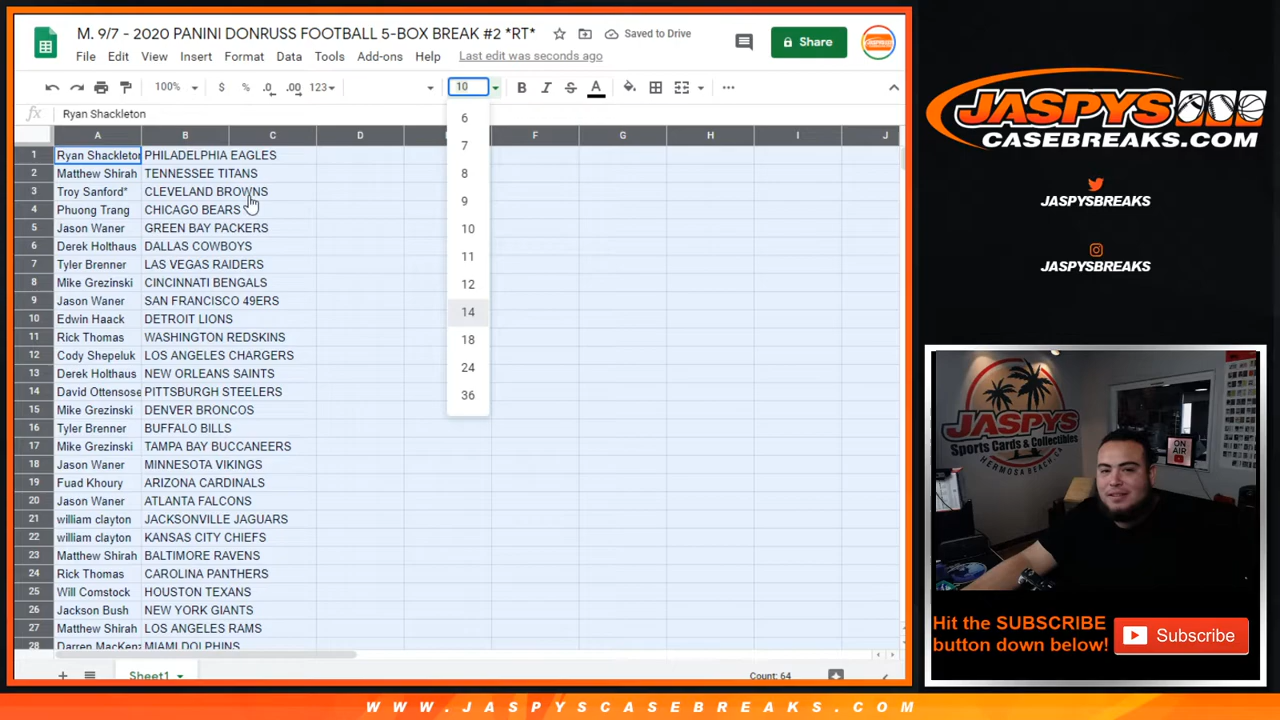 M. 9/7 - 2020 PANINI DONRUSS FOOTBALL 5-BOX BREAK #2 *RT*
Saved to Drive
Share
File Edit View Insert Format Data Tools Add-ons Help Last edit was seconds ago
100% $ % .0 .00 123 10 B I S A
fx Ryan Shackleton
A B C D F G H I J
1 Ryan Shackleton PHILADELPHIA EAGLES
2 Matthew Shirah TENNESSEE TITANS
3 Troy Sanford* CLEVELAND BROWNS
4 Phuong Trang CHICAGO BEARS
5 Jason Waner GREEN BAY PACKERS
6 Derek Holthaus DALLAS COWBOYS
7 Tyler Brenner LAS VEGAS RAIDERS
8 Mike Grezinski CINCINNATI BENGALS
9 Jason Waner SAN FRANCISCO 49ERS
10 Edwin Haack DETROIT LIONS
11 Rick Thomas WASHINGTON REDSKINS
12 Cody Shepeluk LOS ANGELES CHARGERS
13 Derek Holthaus NEW ORLEANS SAINTS
14 David Ottensose PITTSBURGH STEELERS
15 Mike Grezinski DENVER BRONCOS
16 Tyler Brenner BUFFALO BILLS
17 Mike Grezinski TAMPA BAY BUCCANEERS
18 Jason Waner MINNESOTA VIKINGS
19 Fuad Khoury ARIZONA CARDINALS
20 Jason Waner ATLANTA FALCONS
21 william clayton JACKSONVILLE JAGUARS
22 william clayton KANSAS CITY CHIEFS
23 Matthew Shirah BALTIMORE RAVENS
24 Rick Thomas CAROLINA PANTHERS
25 Will Comstock HOUSTON TEXANS
26 Jackson Bush NEW YORK GIANTS
27 Matthew Shirah LOS ANGELES RAMS
28 Darren MacKenz MIAMI DOLPHINS
6
7
8
9
10
11
12
14
18
24
36
Sheet1
Count: 64
JASPYS
CASEBREAKS.COM
JASPYSBREAKS
JASPYSBREAKS
JASPYS
Sports Cards & Collectibles
HERMOSA BEACH, CA
ON AIR
Hit the SUBSCRIBE
button down below!
Subscribe
WWW.JASPYSCASEBREAKS.COM